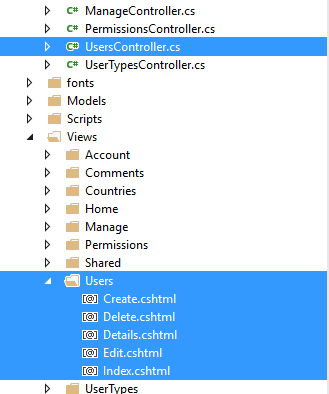 C# ManageController.cs
C# PermissionsController.cs
C# UsersController.cs
C# UserTypesController.cs
fonts
Models
Scripts
Views
Account
Comments
Countries
Home
Manage
Permissions
Shared
Users
[@] Create.cshtml
[@] Delete.cshtml
[@] Details.cshtml
[@] Edit.cshtml
[@] Index.cshtml
UserTypes